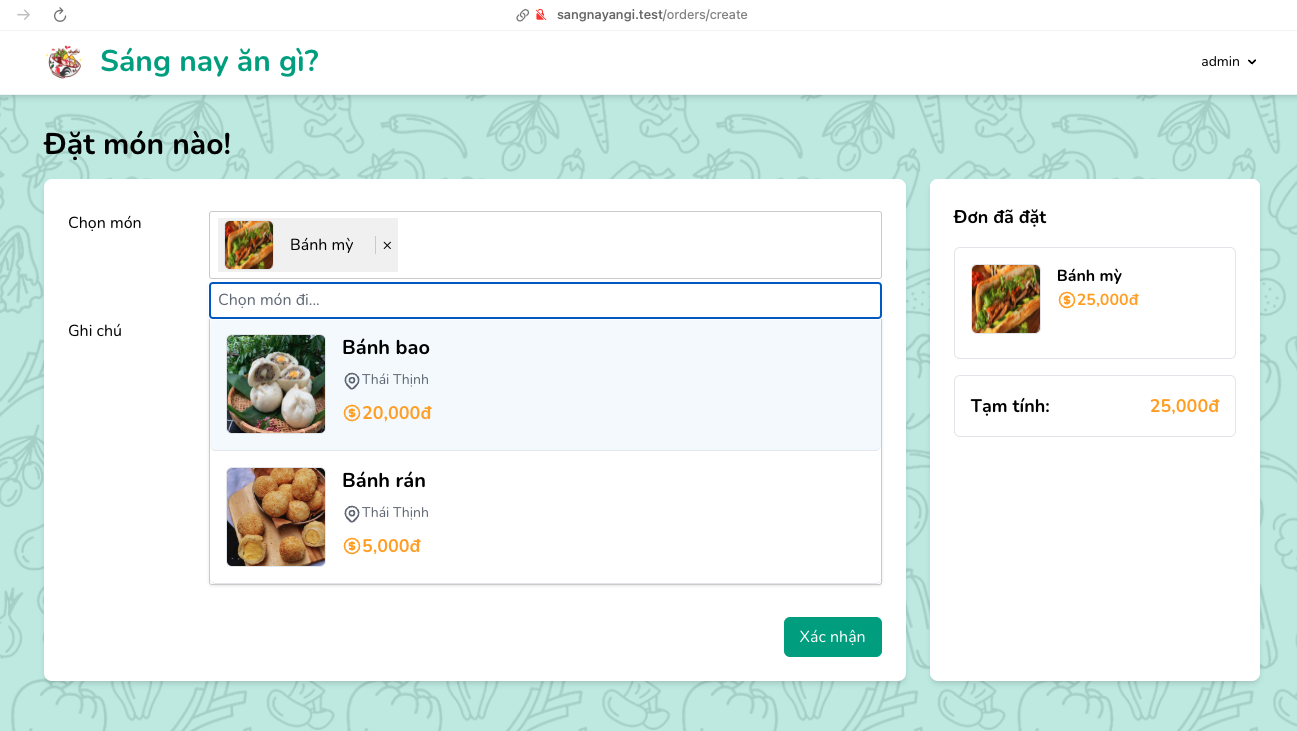 sangnayangi.test/orders/create
Sáng nay ăn gì?
admin
Đặt món nào!
Chọn món
Bánh mỳ
×
Chọn món đi...
Ghi chú
Bánh bao
Thái Thịnh
20,000đ
Bánh rán
Thái Thịnh
5,000đ
Xác nhận
Đơn đã đặt
Bánh mỳ
25,000đ
Tạm tính: 25,000đ